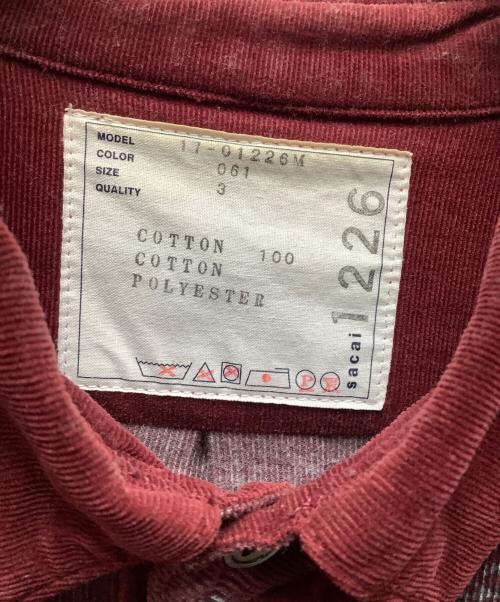 MODEL 17-01226M
COLOR 061
SIZE 3
QUALITY
COTTON 100
COTTON
POLYESTER
P
sacai 1226